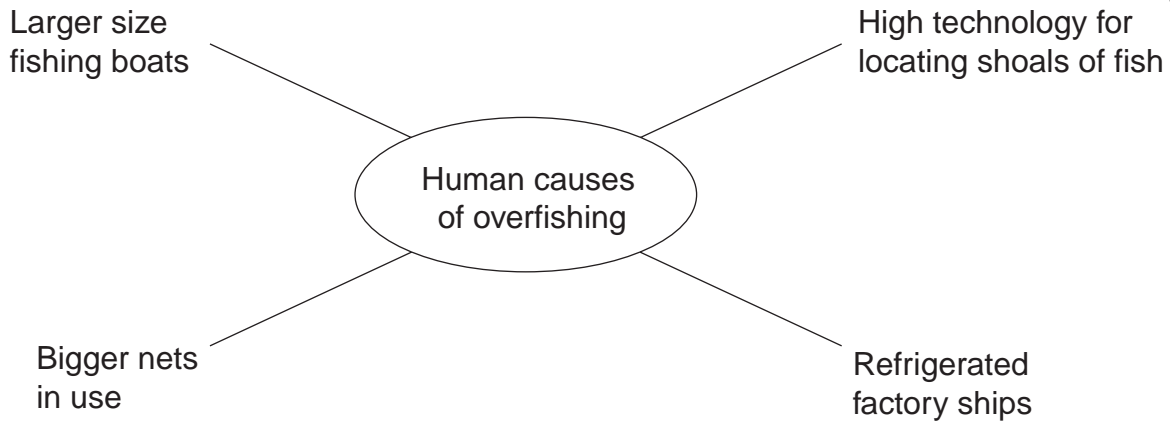 Larger size
fishing boats
High technology for
locating shoals of fish
Human causes
of overfishing
Bigger nets
in use
Refrigerated
factory ships